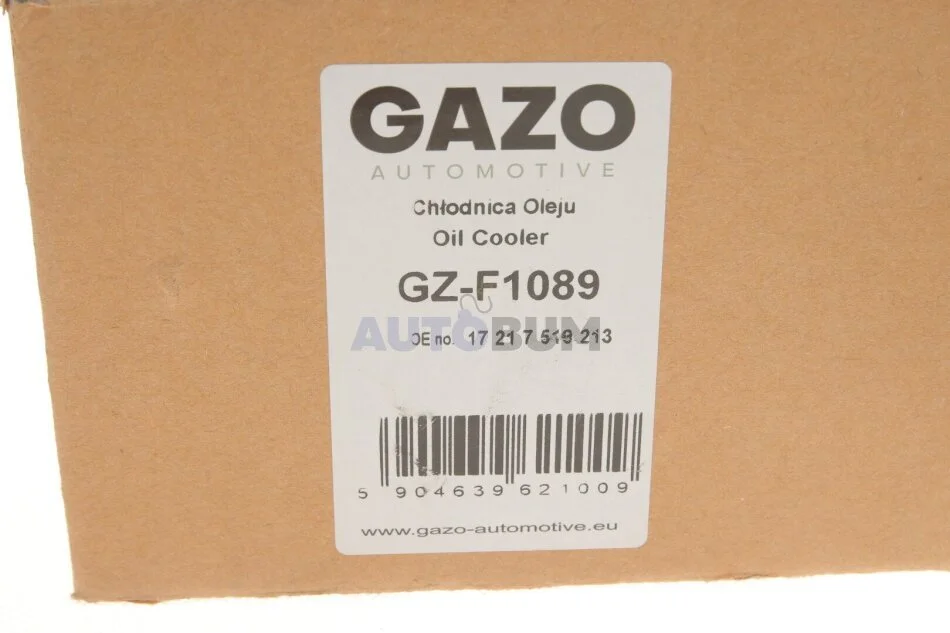 GAZO
AUTOMOTIVE
Chłodnica Oleju
Oil Cooler
GZ-F1089
AUTOBUM
OE no. 17 21 7 519 213
5 904639 621009
www.gazo-automotive.eu